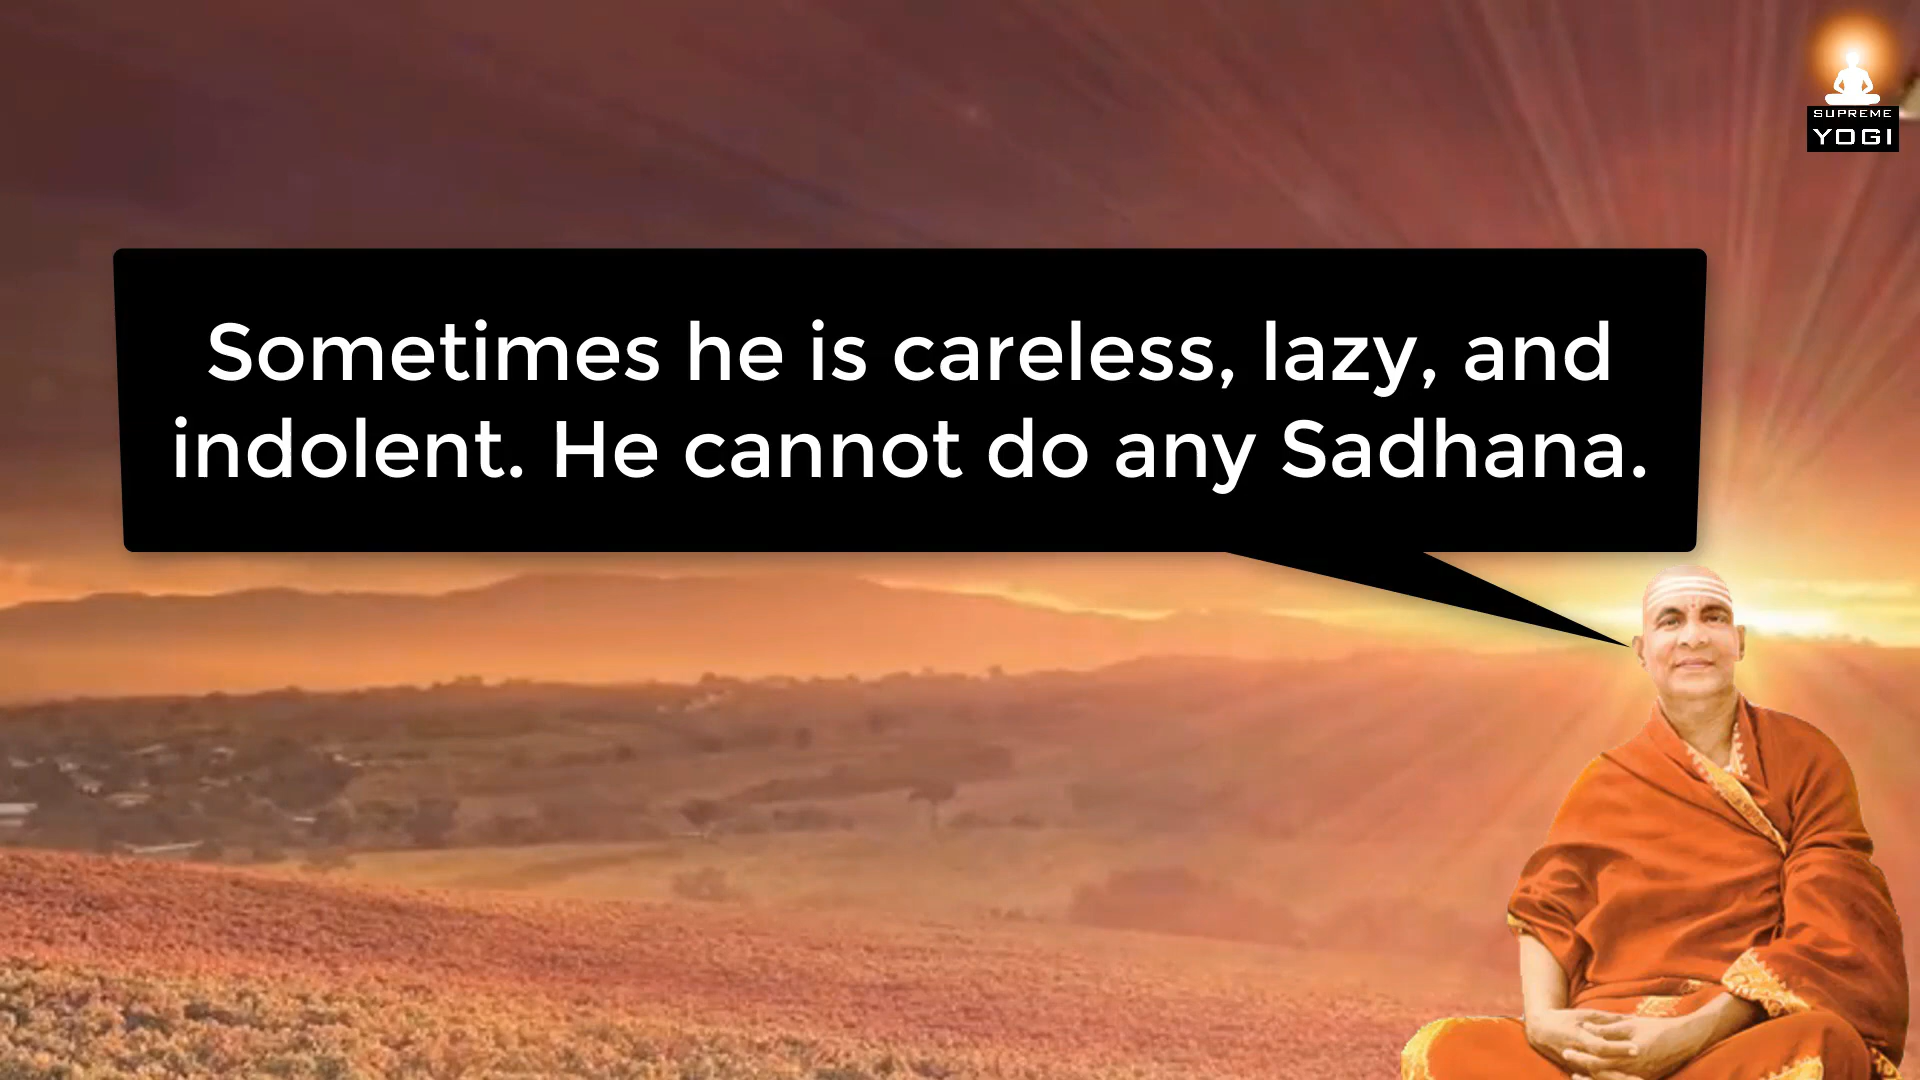 SUPREME
YOGI
Sometimes he is careless, lazy, and
indolent. He cannot do any Sadhana.